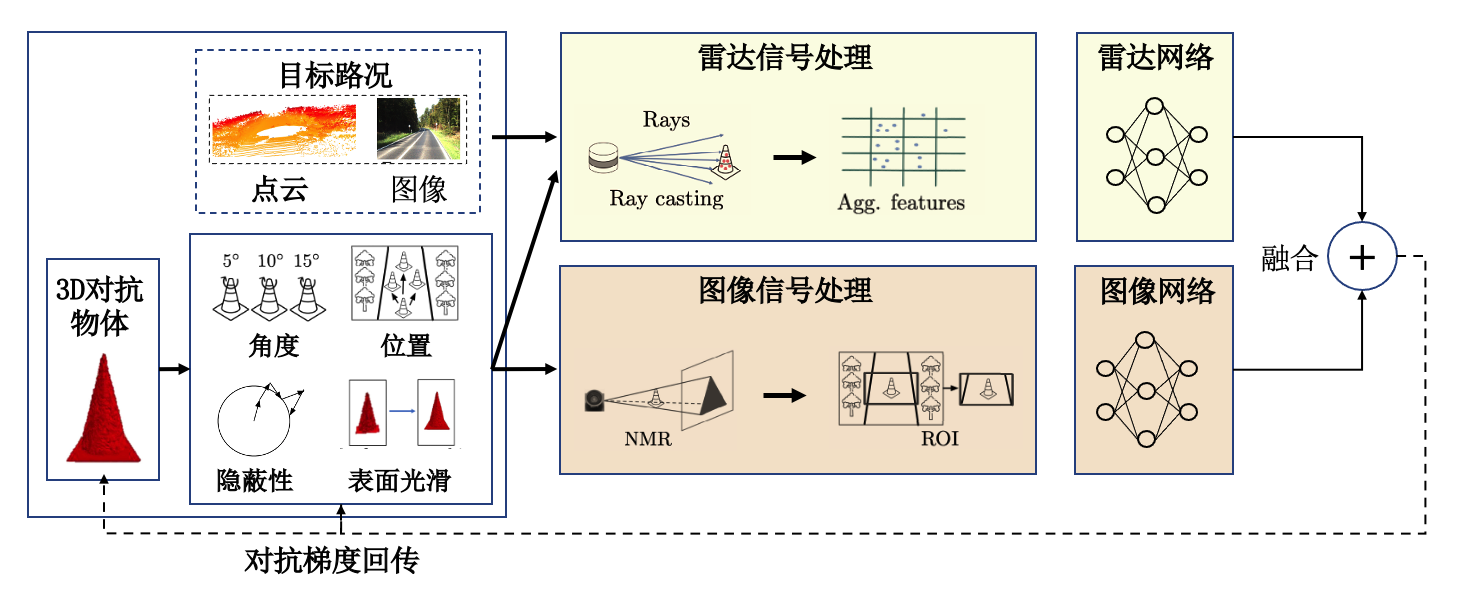 目标路况
点云
图像
3D对抗
物体
5° 10° 15°
角度
位置
隐蔽性
表面光滑
雷达信号处理
Rays
Ray casting
Agg. features
图像信号处理
NMR
ROI
雷达网络
图像网络
融合
+
对抗梯度回传